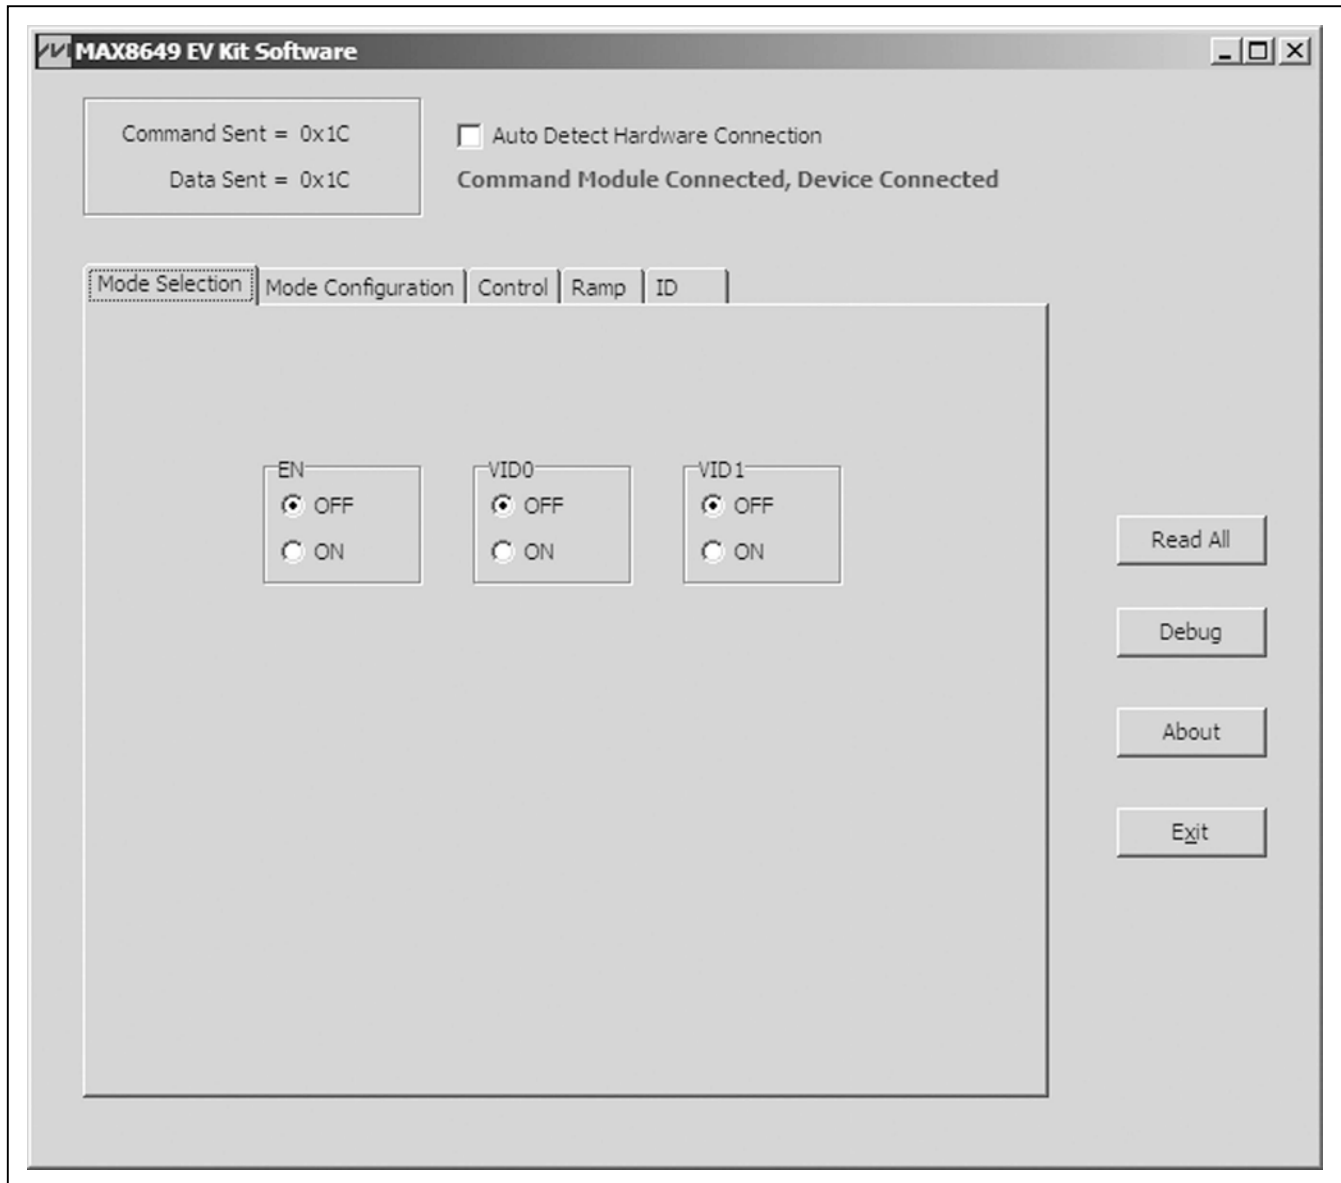 MAX8649 EV Kit Software
Command Sent = 0x1C
Data Sent = 0x1C
Auto Detect Hardware Connection
Command Module Connected, Device Connected
Mode Selection Mode Configuration Control Ramp ID
EN VID0 VID1
OFF OFF OFF
ON ON ON
Read All
Debug
About
Exit